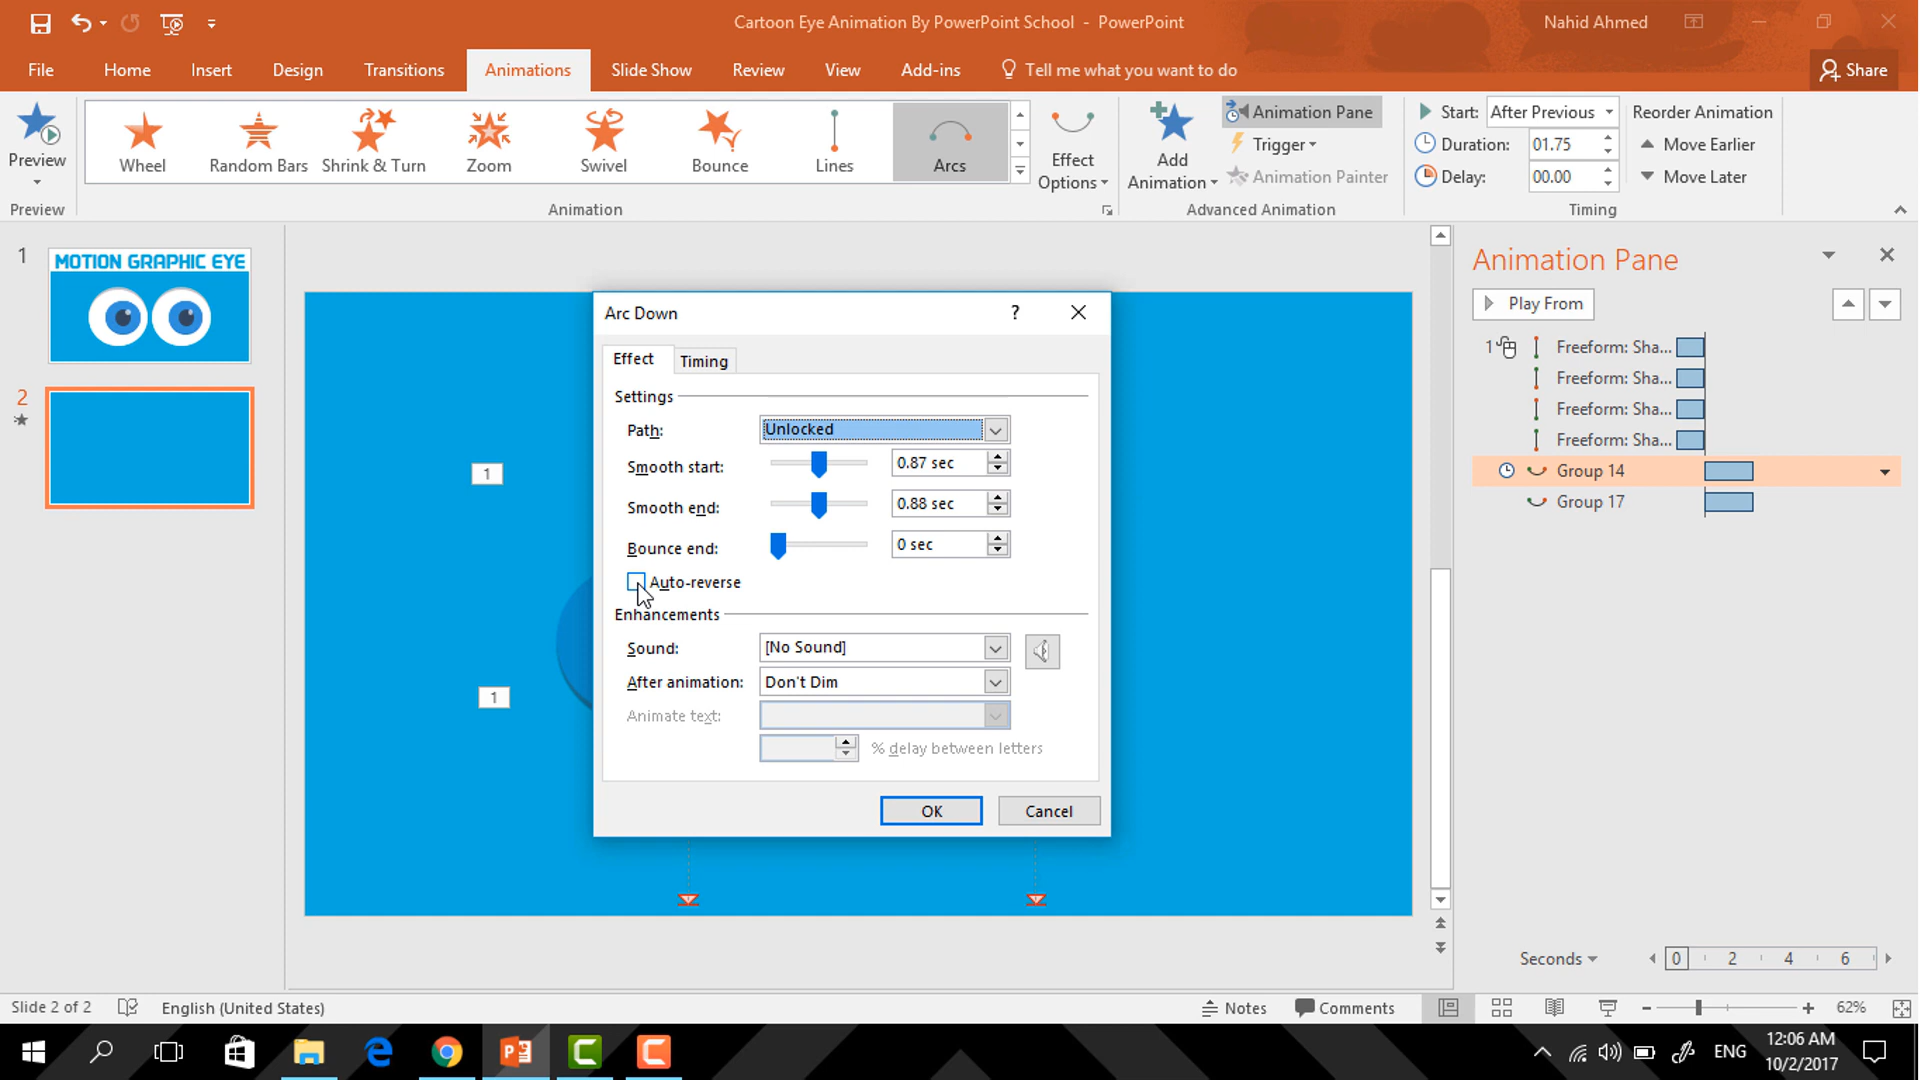 Cartoon Eye Animation By PowerPoint School - PowerPoint
Nahid Ahmed
File Home Insert Design Transitions Animations Slide Show Review View Add-ins Tell me what you want to do Share
Preview
Wheel Random Bars Shrink & Turn Zoom Swivel Bounce Lines Arcs
Effect Options
Add Animation
Animation Pane
Trigger
Animation Painter
Start: After Previous
Duration: 01.75
Delay: 00.00
Reorder Animation
Move Earlier
Move Later
Preview Animation Advanced Animation Timing
1
MOTION GRAPHIC EYE
2
1
1
Arc Down ?
Effect Timing
Settings
Path: Unlocked
Smooth start: 0.87 sec
Smooth end: 0.88 sec
Bounce end: 0 sec
Auto-reverse
Enhancements
Sound: [No Sound]
After animation: Don't Dim
Animate text:
% delay between letters
OK Cancel
Animation Pane
Play From
1 Freeform: Sha...
Freeform: Sha...
Freeform: Sha...
Freeform: Sha...
Group 14
Group 17
Seconds 0 2 4 6
Slide 2 of 2 English (United States) Notes Comments 62%
ENG
12:06 AM
10/2/2017